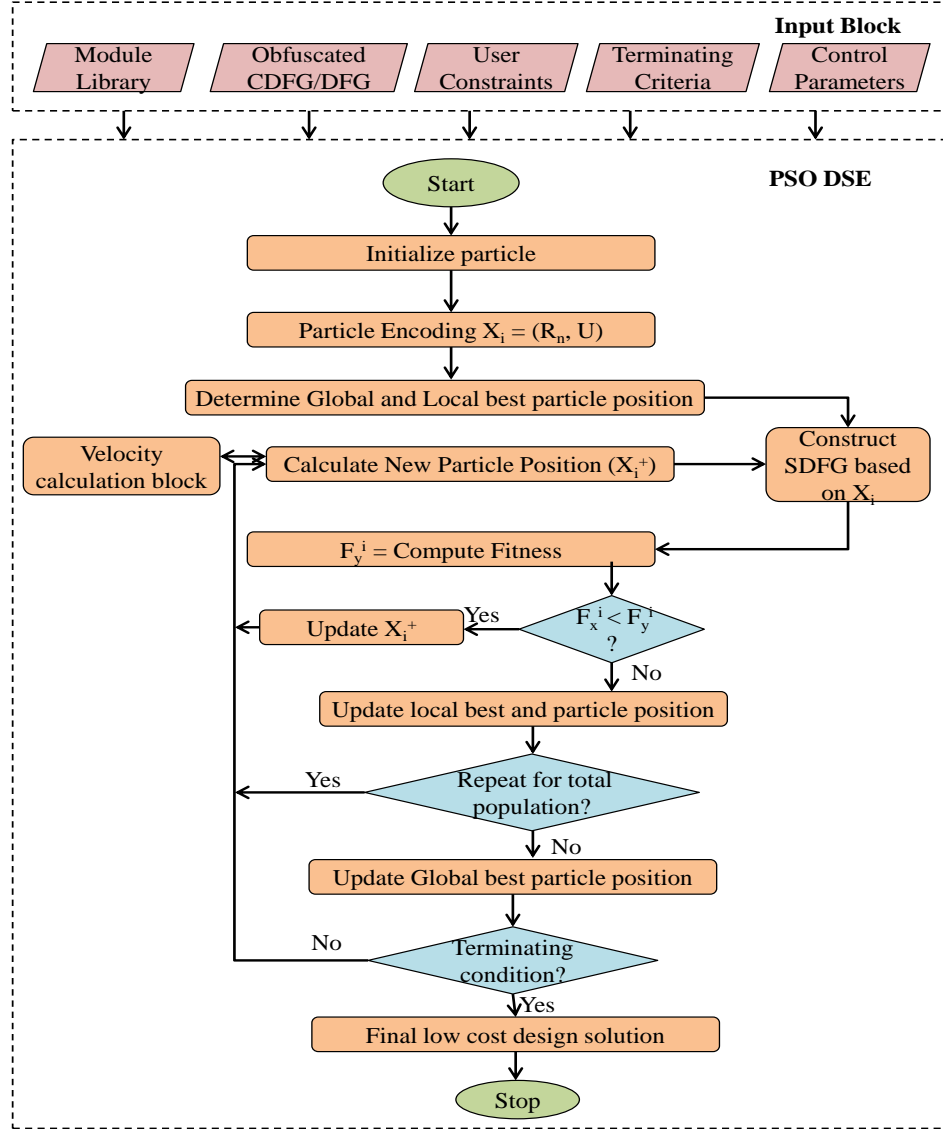 Input Block
Module
Library
Obfuscated
CDFG/DFG
User
Constraints
Terminating
Criteria
Control
Parameters
PSO DSE
Start
Initialize particle
Particle Encoding Xᵢ = (Rₙ, U)
Determine Global and Local best particle position
Velocity
calculation block
Calculate New Particle Position (Xᵢ⁺)
Construct
SDFG based
on Xᵢ
F_yⁱ = Compute Fitness
F_xⁱ < F_yⁱ
?
Yes
Update Xᵢ⁺
No
Update local best and particle position
Repeat for total
population?
Yes
No
Update Global best particle position
Terminating
condition?
No
Yes
Final low cost design solution
Stop